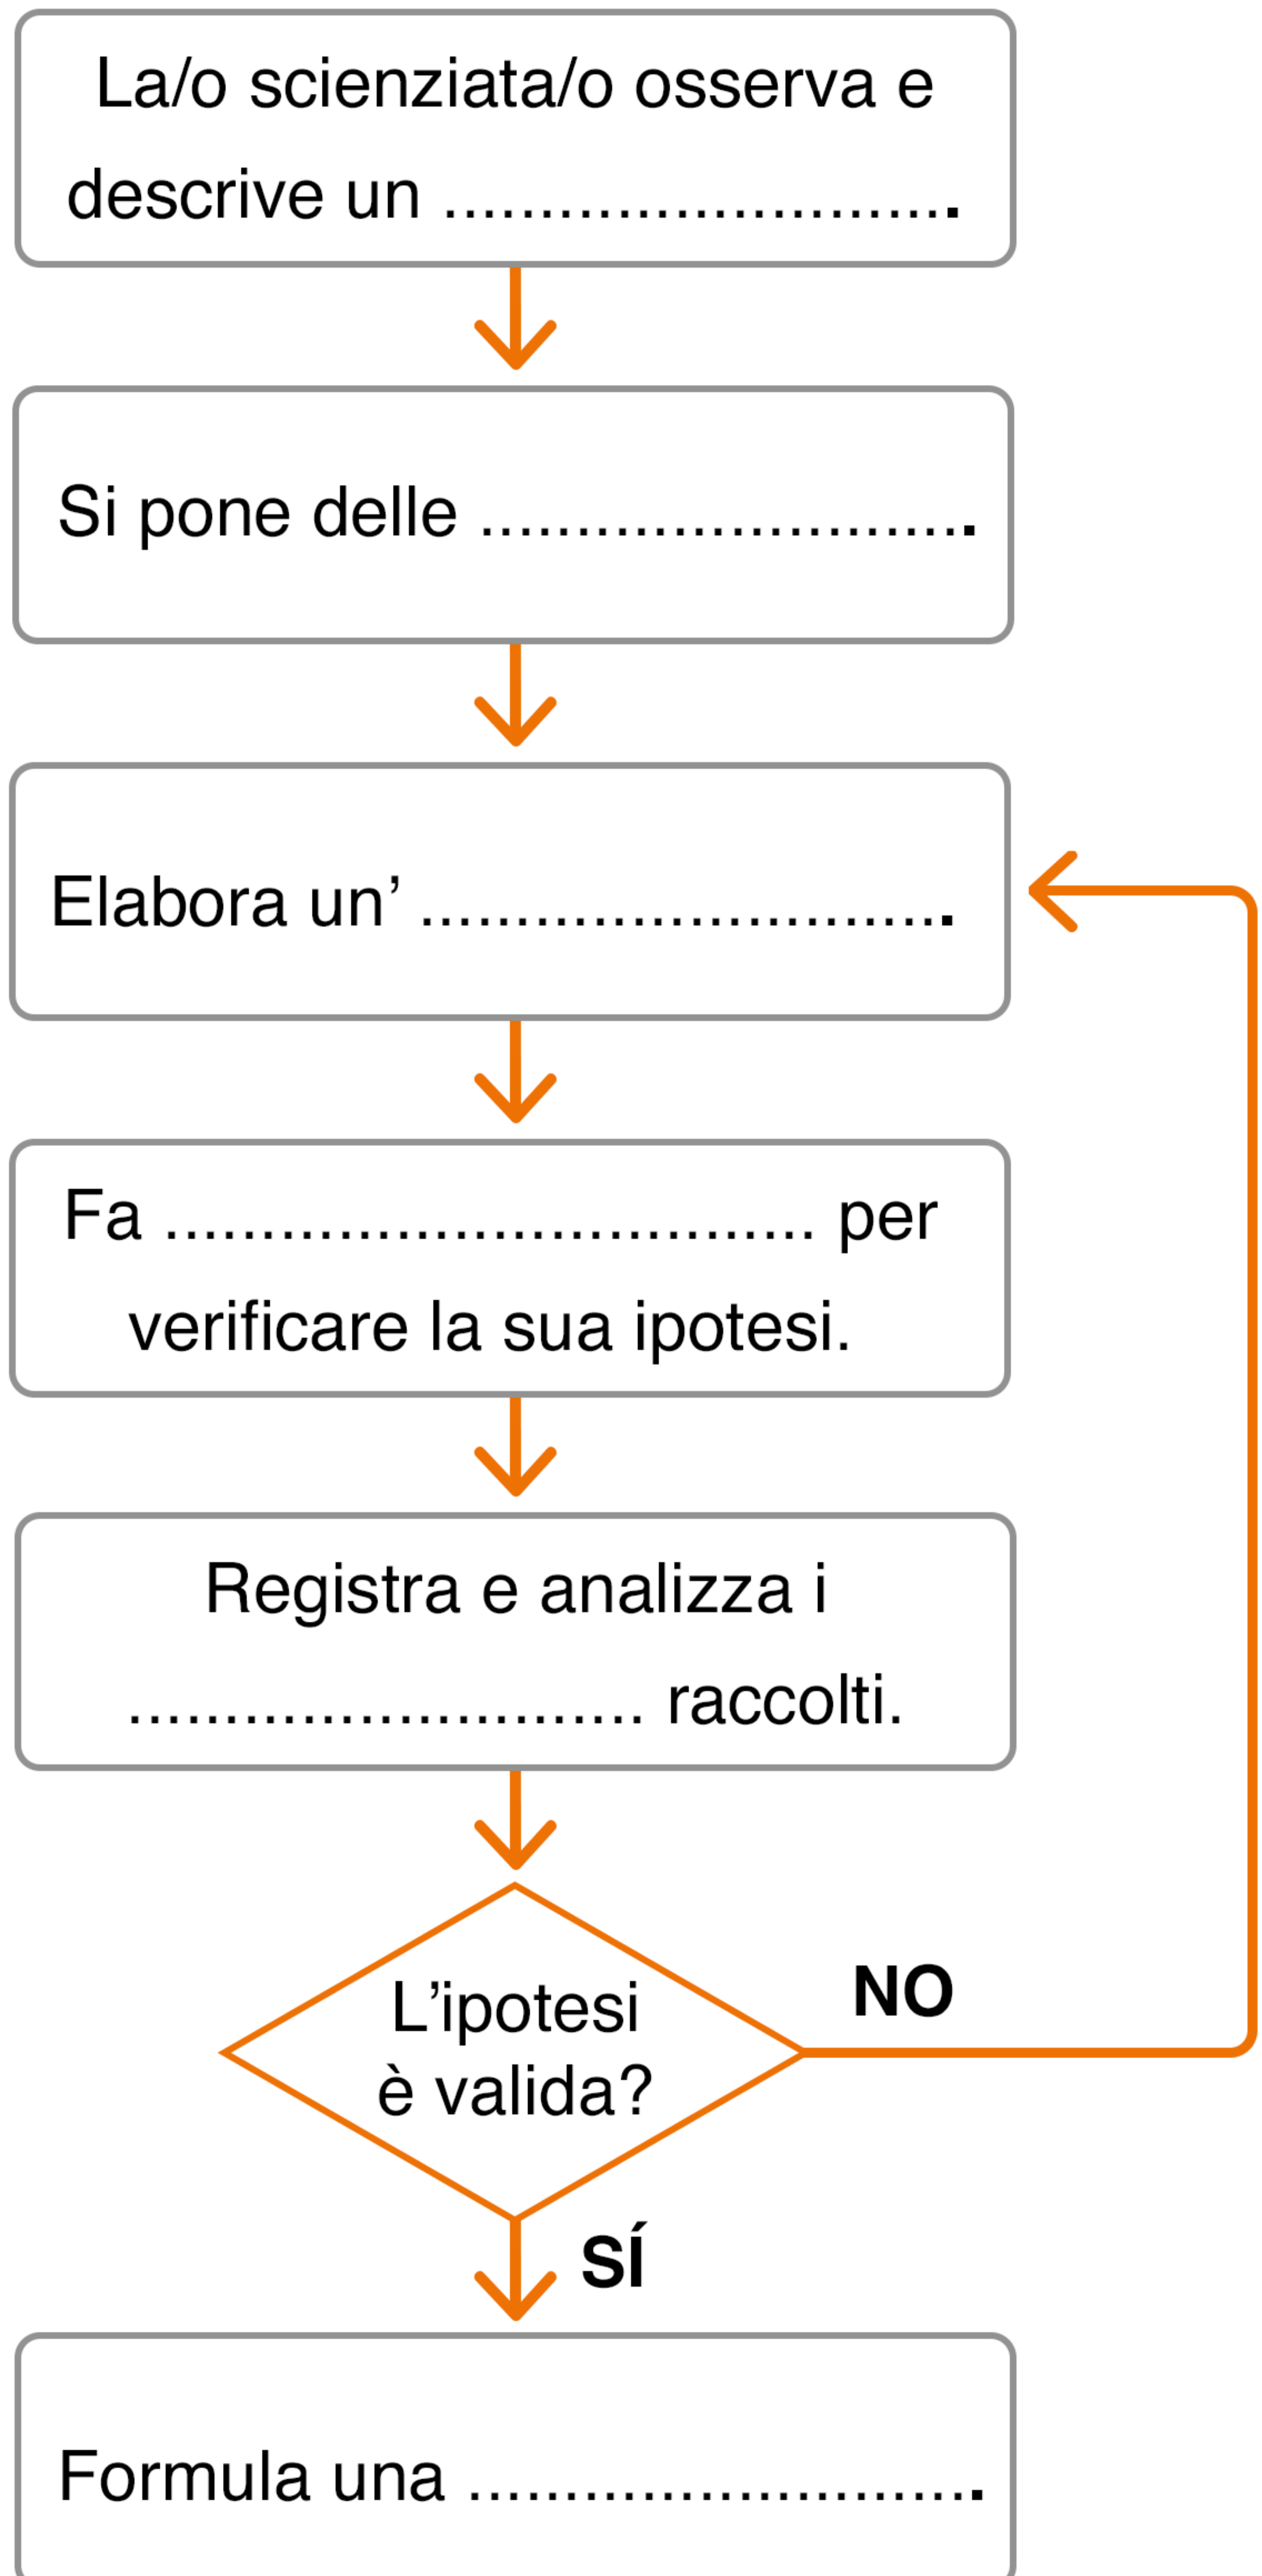 La/o scienziata/o osserva e
descrive un ...........................
Si pone delle ..........................
Elabora un’ ............................
Fa .................................. per
verificare la sua ipotesi.
Registra e analizza i
........................... raccolti.
L’ipotesi
è valida?
NO
SÍ
Formula una ...........................